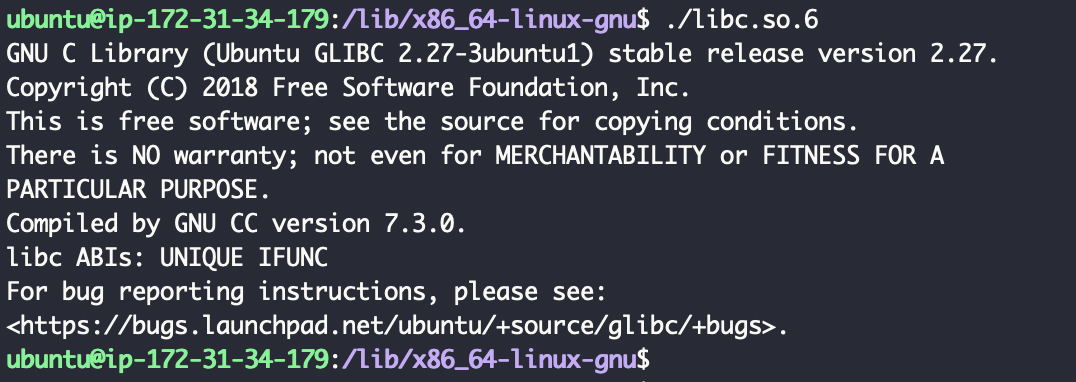 ubuntu@ip-172-31-34-179:/lib/x86_64-linux-gnu$ ./libc.so.6
GNU C Library (Ubuntu GLIBC 2.27-3ubuntu1) stable release version 2.27.
Copyright (C) 2018 Free Software Foundation, Inc.
This is free software; see the source for copying conditions.
There is NO warranty; not even for MERCHANTABILITY or FITNESS FOR A
PARTICULAR PURPOSE.
Compiled by GNU CC version 7.3.0.
libc ABIs: UNIQUE IFUNC
For bug reporting instructions, please see:
<https://bugs.launchpad.net/ubuntu/+source/glibc/+bugs>.
ubuntu@ip-172-31-34-179:/lib/x86_64-linux-gnu$